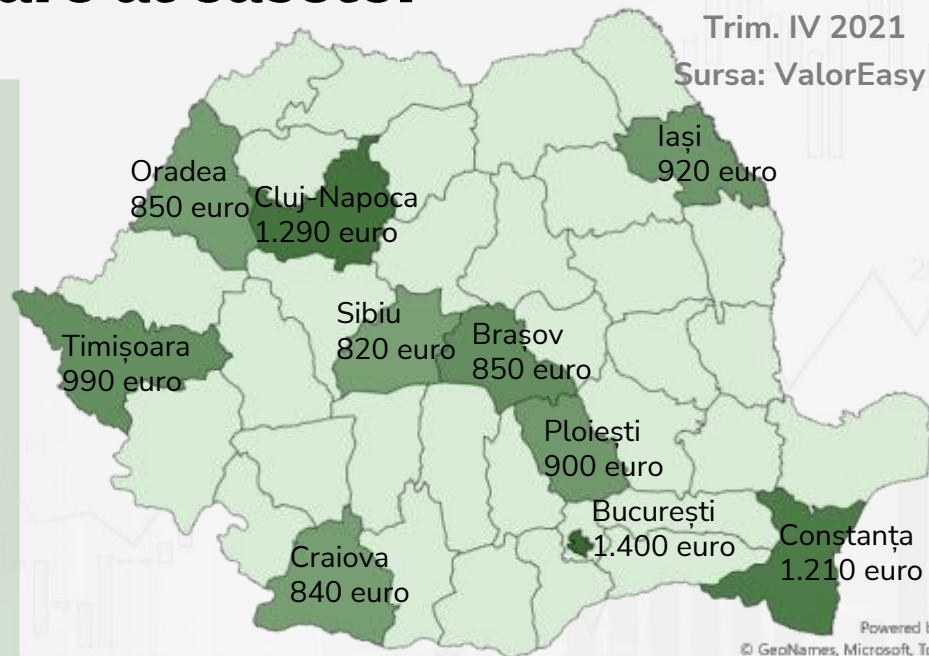 Trim. IV 2021
Sursa: ValorEasy
Iași
920 euro
Oradea
850 euro
Cluj-Napoca
1.290 euro
Sibiu
820 euro
Brașov
850 euro
Timișoara
990 euro
Ploiești
900 euro
București
1.400 euro
Constanța
1.210 euro
Craiova
840 euro
Powered
© GeoNames, Microsoft,